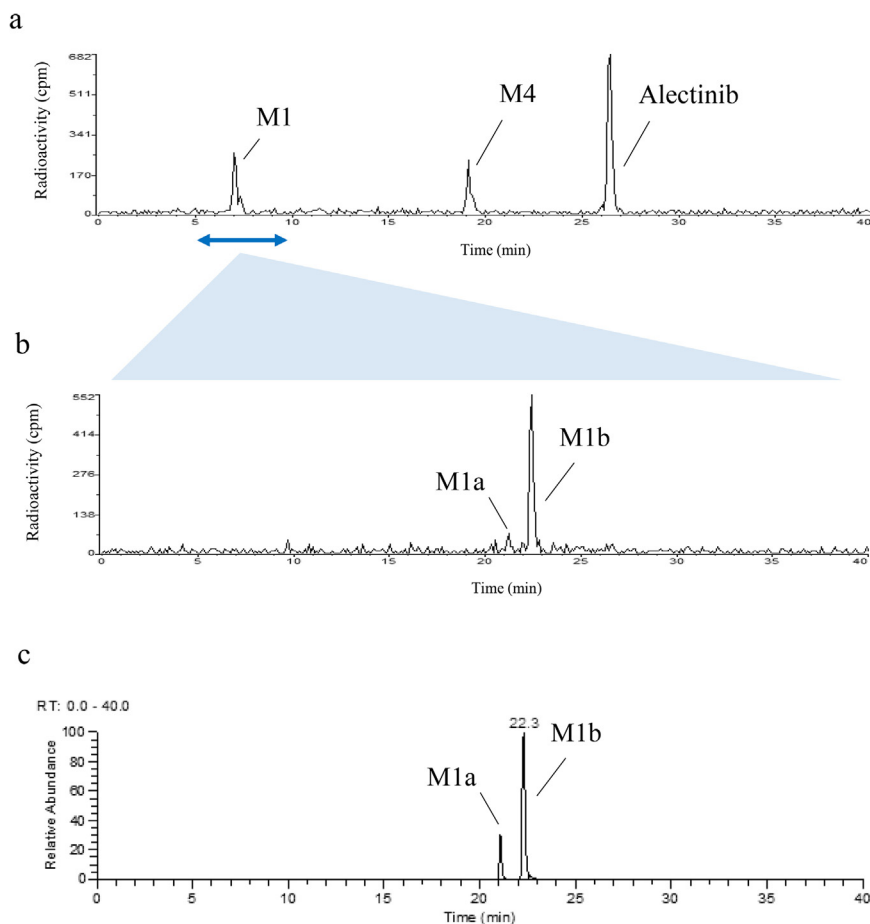 a
682
511
341
170
0
Radioactivity (cpm)
M1
M4
Alectinib
5 10 15 20 25 30 35 40
Time (min)
b
552
414
276
138
0
Radioactivity (cpm)
M1a
M1b
0 5 10 15 20 25 30 35 40
Time (min)
c
RT: 0.0 - 40.0
100
80
60
40
20
0
Relative Abundance
22.3
M1a
M1b
0 5 10 15 20 25 30 35 40
Time (min)